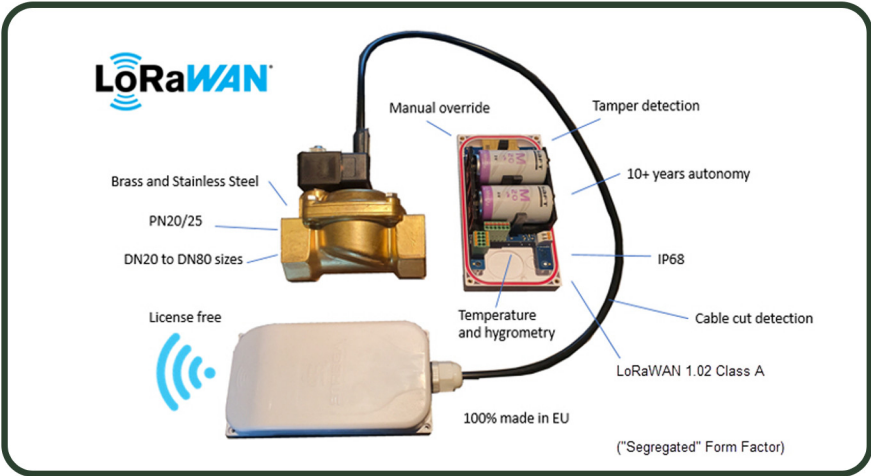 LoRaWAN
Manual override
Tamper detection
Brass and Stainless Steel
10+ years autonomy
PN20/25
DN20 to DN80 sizes
IP68
License free
Temperature
and hygrometry
Cable cut detection
LoRaWAN 1.02 Class A
100% made in EU
("Segregated" Form Factor)